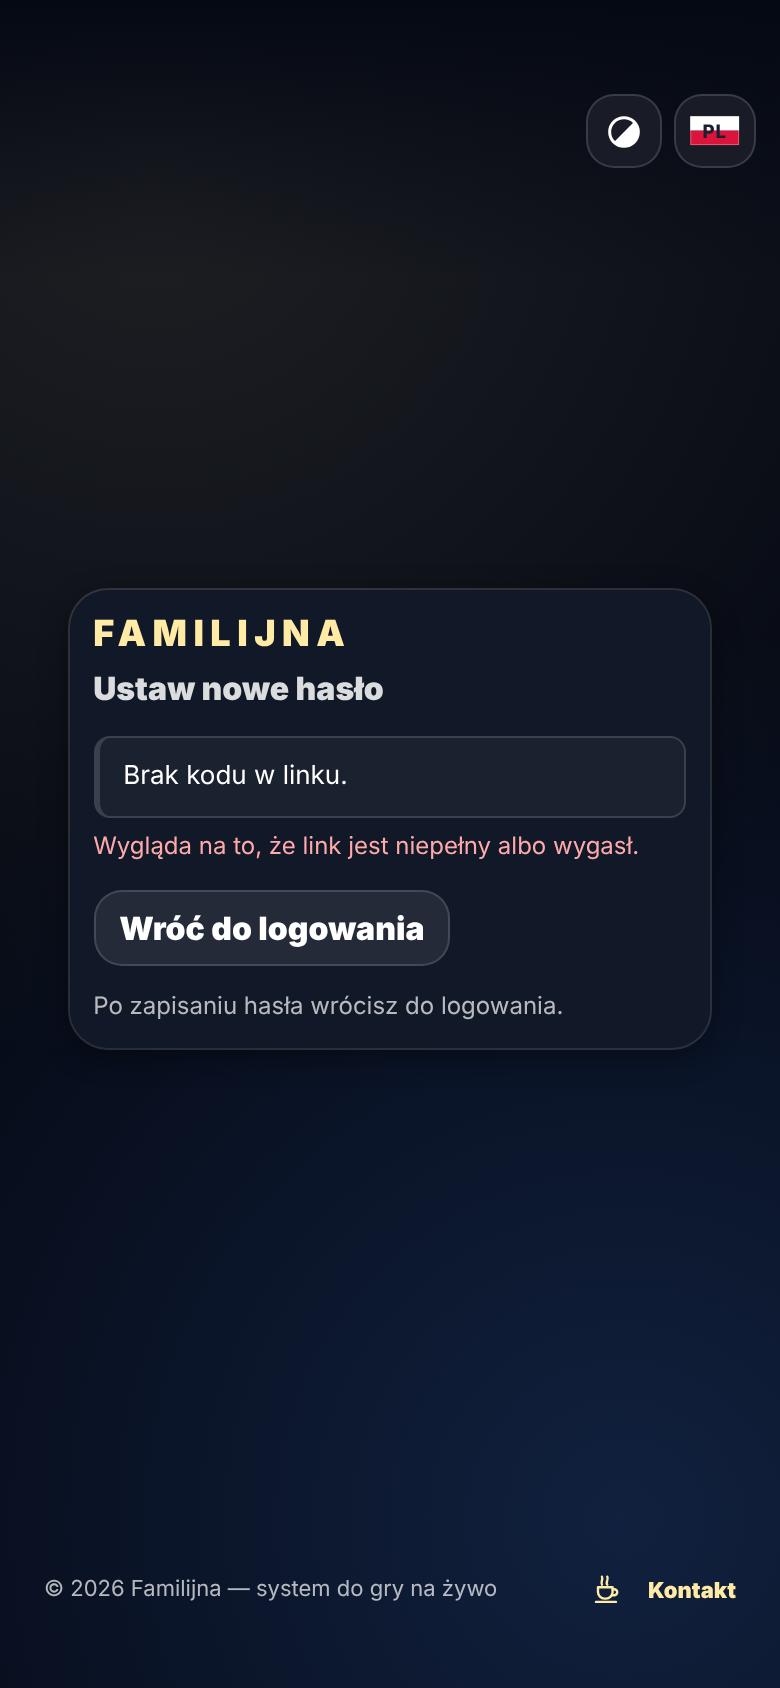 PL
FAMILIJNA
Ustaw nowe hasło
Brak kodu w linku.
Wygląda na to, że link jest niepełny albo wygasł.
Wróć do logowania
Po zapisaniu hasła wrócisz do logowania.
© 2026 Familijna — system do gry na żywo
Kontakt